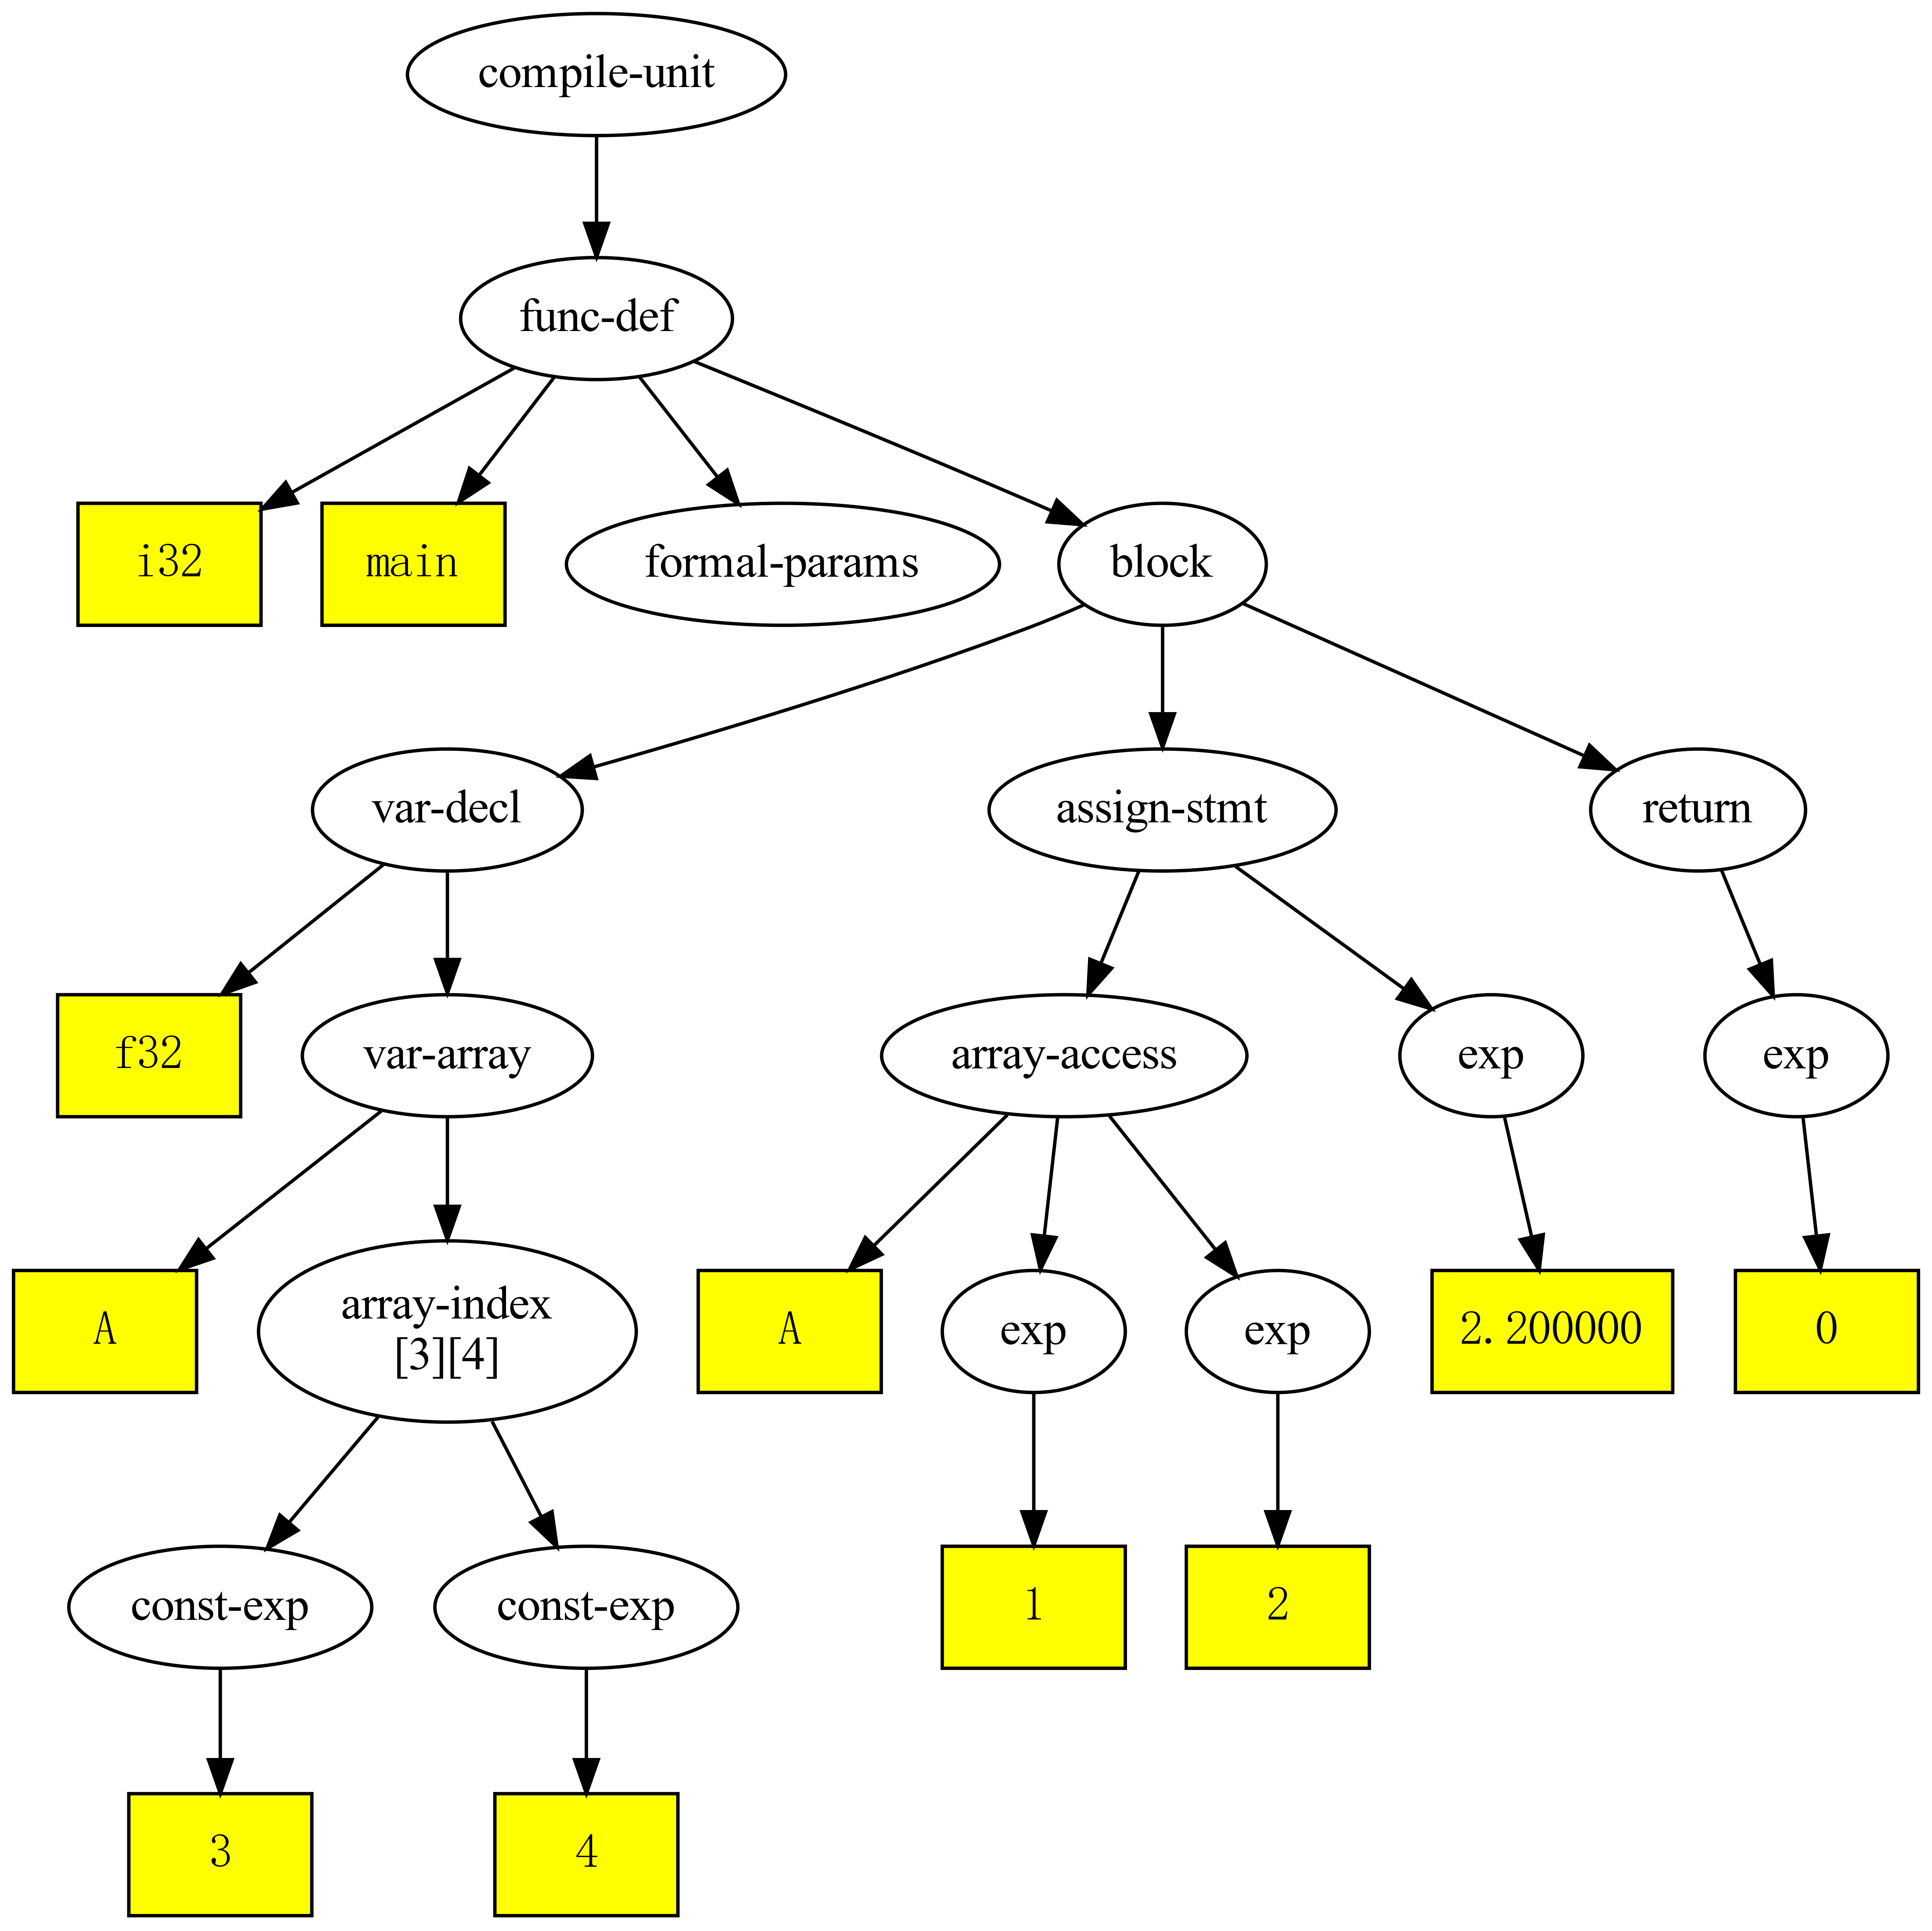 compile-unit
func-def
i32
main
formal-params
block
var-decl
assign-stmt
return
f32
var-array
array-access
exp
exp
A
array-index
[3][4]
A
exp
exp
2.200000
0
const-exp
const-exp
1
2
3
4